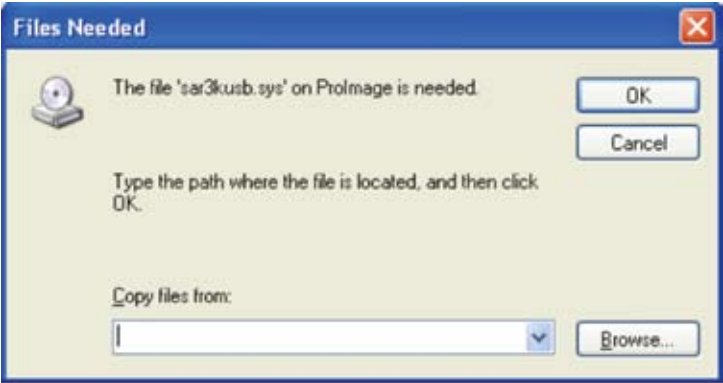 Files Needed
The file 'sar3kusb.sys' on ProImage is needed.
OK
Cancel
Type the path where the file is located, and then click
OK.
Copy files from:
Browse...